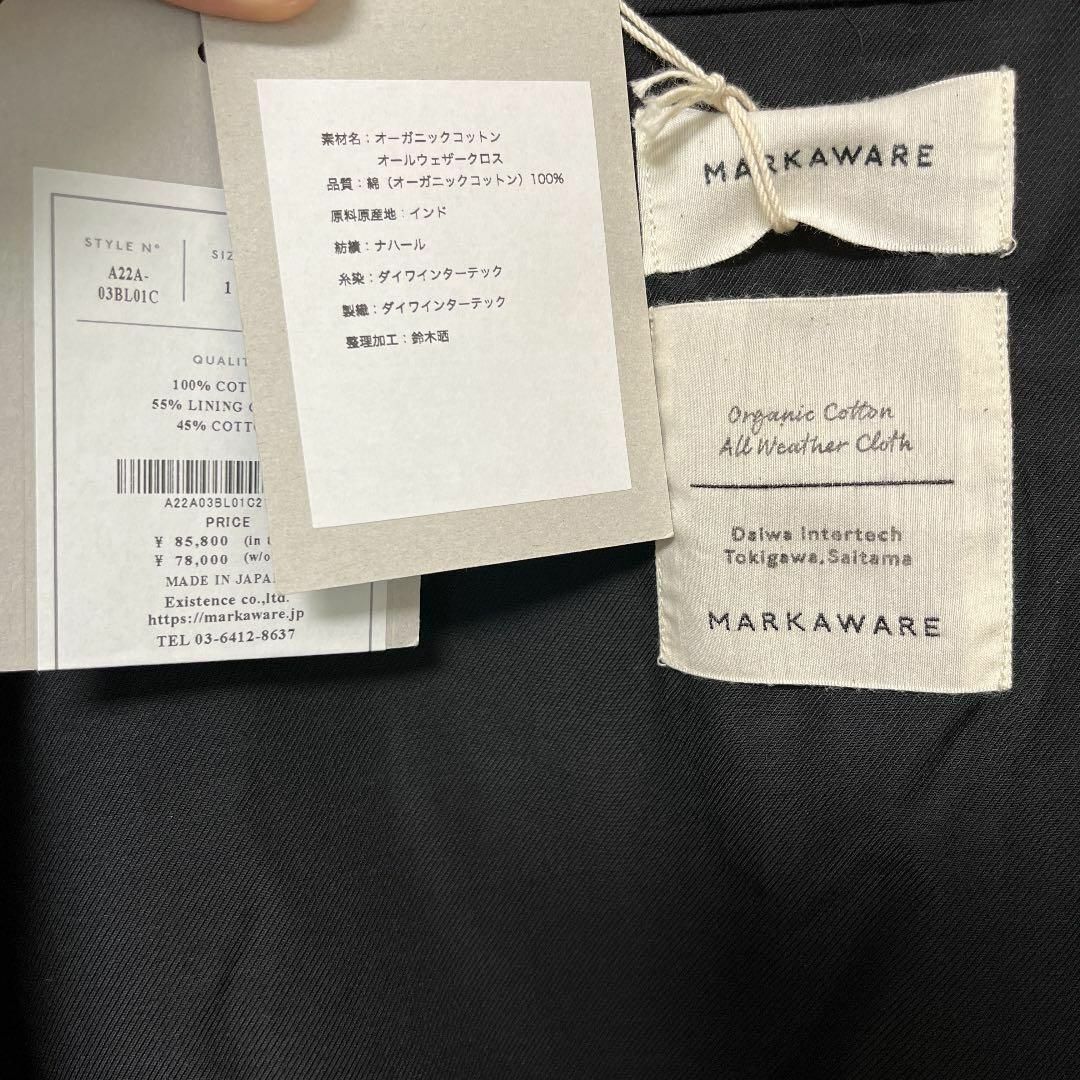 STYLE Nº
A22A-
03BL01C
1
QUALIT
100% COT
55% LINING
45% COTT
A22A03BL01C2
PRICE
¥ 85,800 (in
¥ 78,000 (w/o
MADE IN JAPA
Existence co.,ltd.
https://markaware.jp
TEL 03-6412-8637
素材名：オーガニックコットン
オールウェザークロス
品質：綿（オーガニックコットン）100%
原料原産地：インド
紡績：ナハール
糸染：ダイワインターテック
製織：ダイワインターテック
整理加工：鈴木晒
MARKAWARE
Organic Cotton
All Weather Cloth
Daiwa Intertech
Tokigawa,Saitama
MARKAWARE